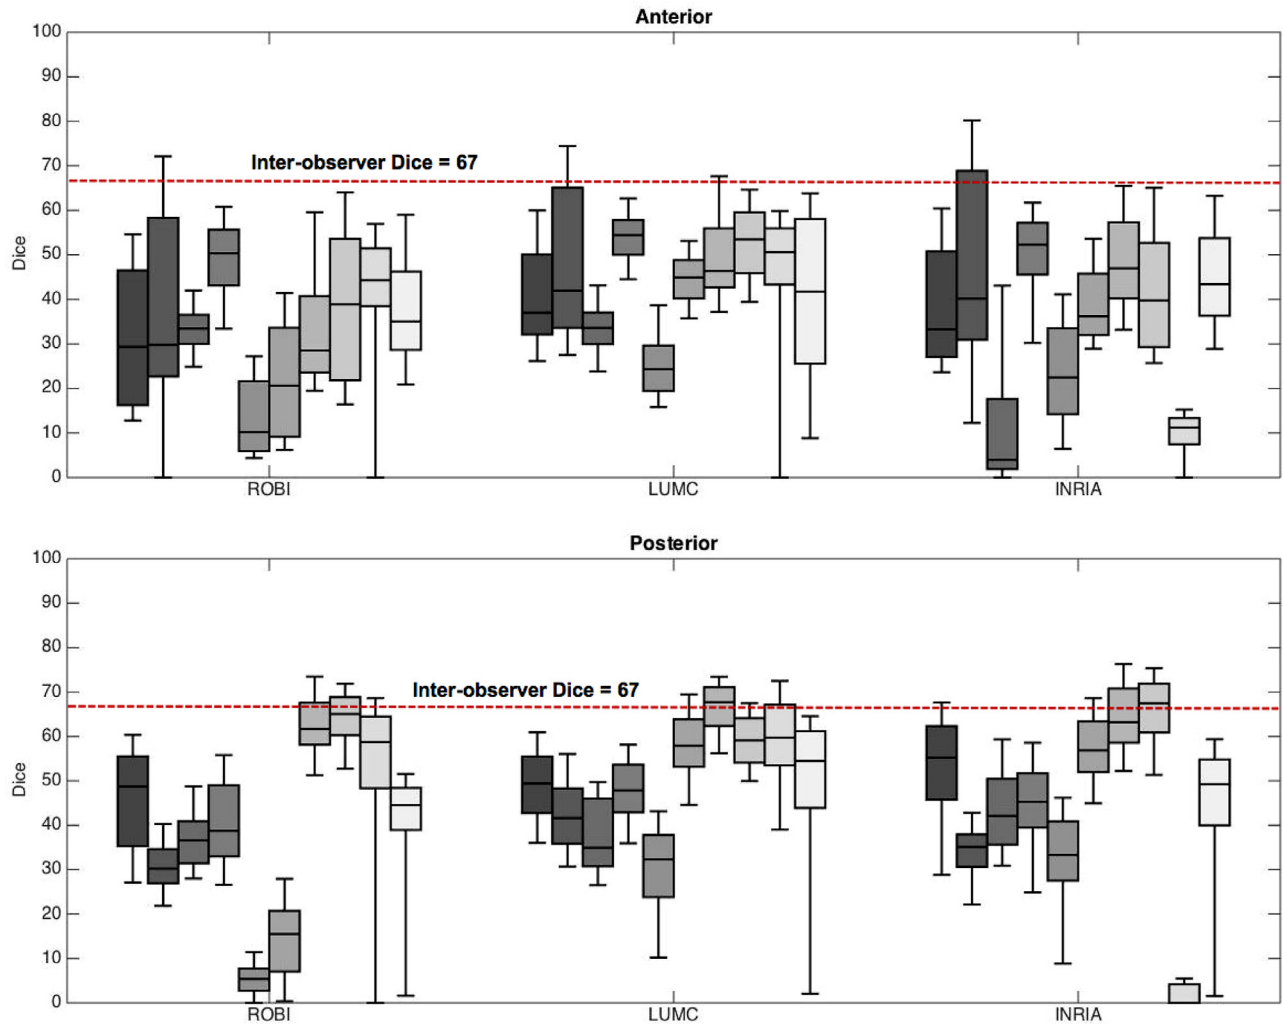 Anterior
100
90
80
70
60
50
40
30
20
10
0
Dice
Inter-observer Dice = 67
ROBI LUMC INRIA
Posterior
100
90
80
70
60
50
40
30
20
10
0
Dice
Inter-observer Dice = 67
ROBI LUMC INRIA